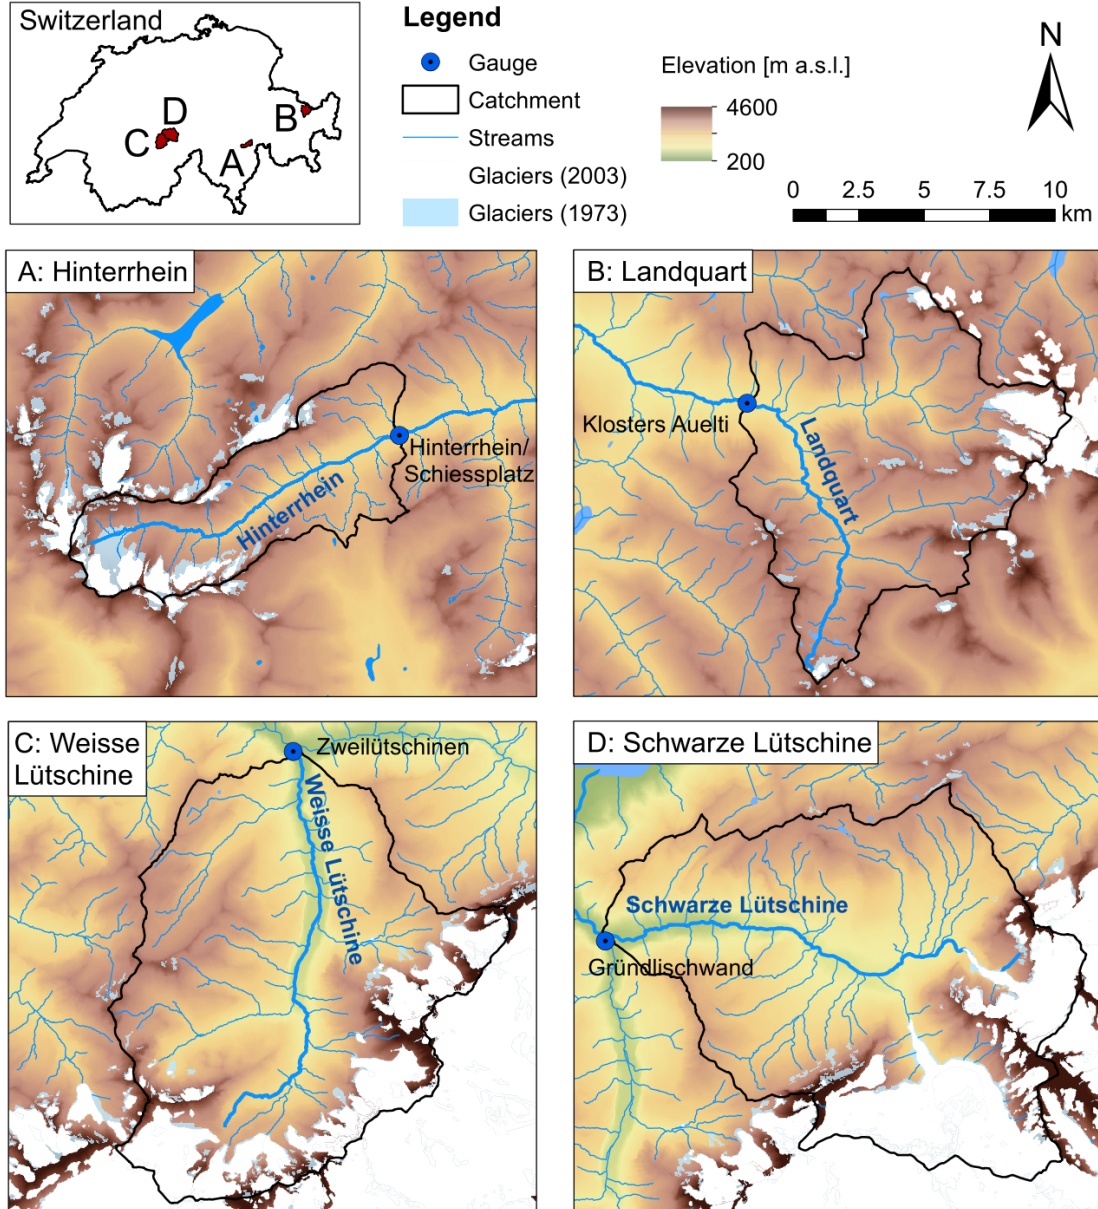 Switzerland
D
C
B
A
Legend
Gauge
Catchment
Streams
Glaciers (2003)
Glaciers (1973)
Elevation [m a.s.l.]
4600
200
N
0 2.5 5 7.5 10
km
A: Hinterrhein
Hinterrhein/
Schiessplatz
Hinterrhein
B: Landquart
Klosters Auelti
Landquart
C: Weisse
Lütschine
Zweilütschinen
Weisse Lütschine
D: Schwarze Lütschine
Schwarze Lütschine
Gründlischwand